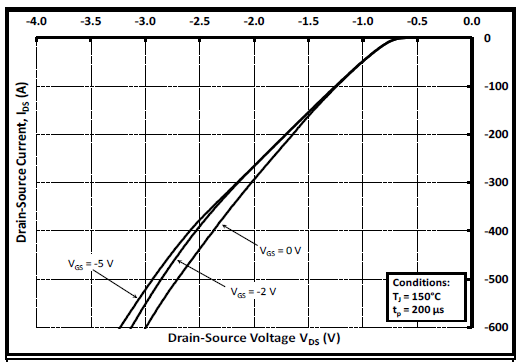 -4.0 -3.5 -3.0 -2.5 -2.0 -1.5 -1.0 -0.5 0.0
0
-100
-200
-300
-400
-500
-600
Drain-Source Current, IDS (A)
VGS = 0 V
VGS = -5 V
VGS = -2 V
Conditions:
TJ = 150°C
tp = 200 µs
Drain-Source Voltage VDS (V)